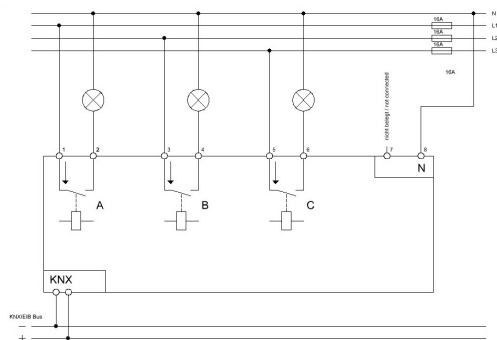 N
16A
L1
16A
L2
16A
L3
16A
nicht belegt / not connected
1
2
3
4
5
6
7
8
N
A
B
C
KNX
KNX/EIB Bus
−
+